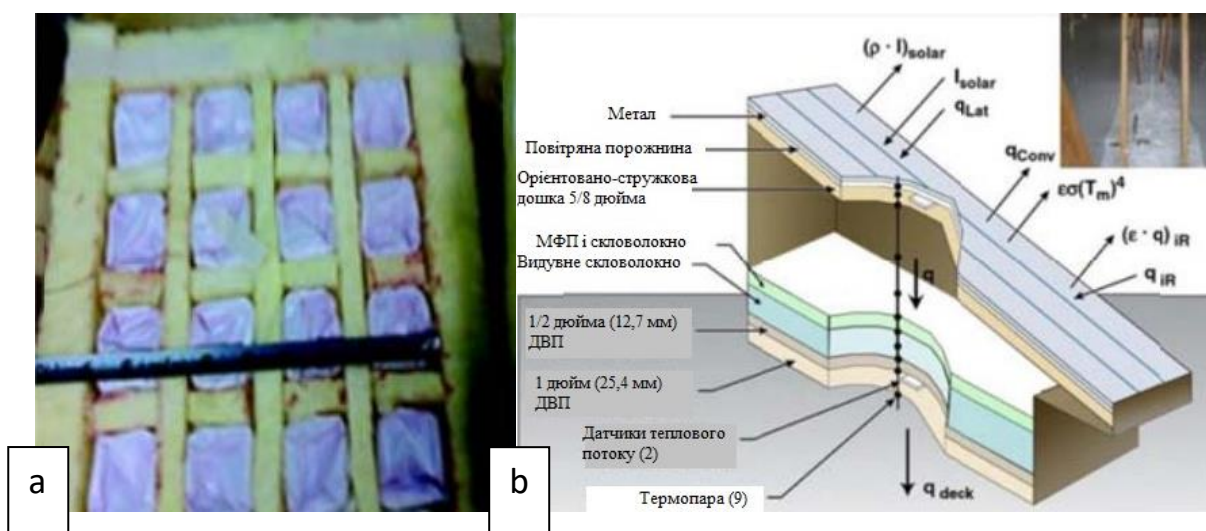 a
b
(ρ · I)solar
Isolar
qLat
qConv
εσ(Tm)4
(ε · q) iR
q iR
Метал
Повітряна порожнина
Орієнтовано-стружкова
дошка 5/8 дюйма
МФП і скловолокно
Видувне скловолокно
q
1/2 дюйма (12,7 мм)
ДВП
1 дюйм (25,4 мм)
ДВП
Датчики теплового
потоку (2)
Термопара (9)
q deck